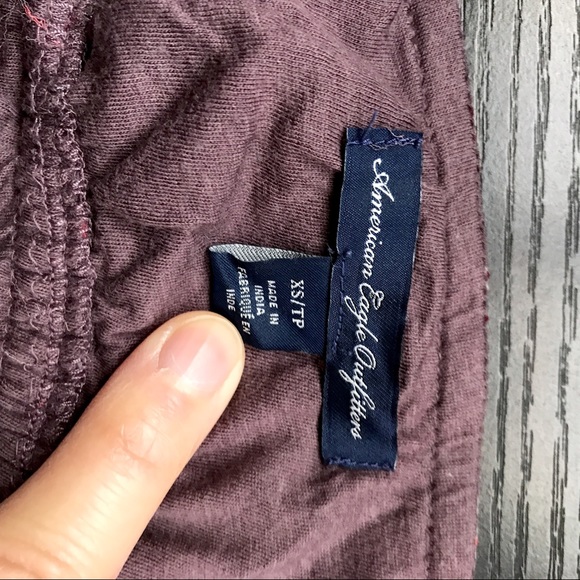 American Eagle Outfitters
XS/TP
MADE IN
INDIA
FABRIQUÉ EN
INDE